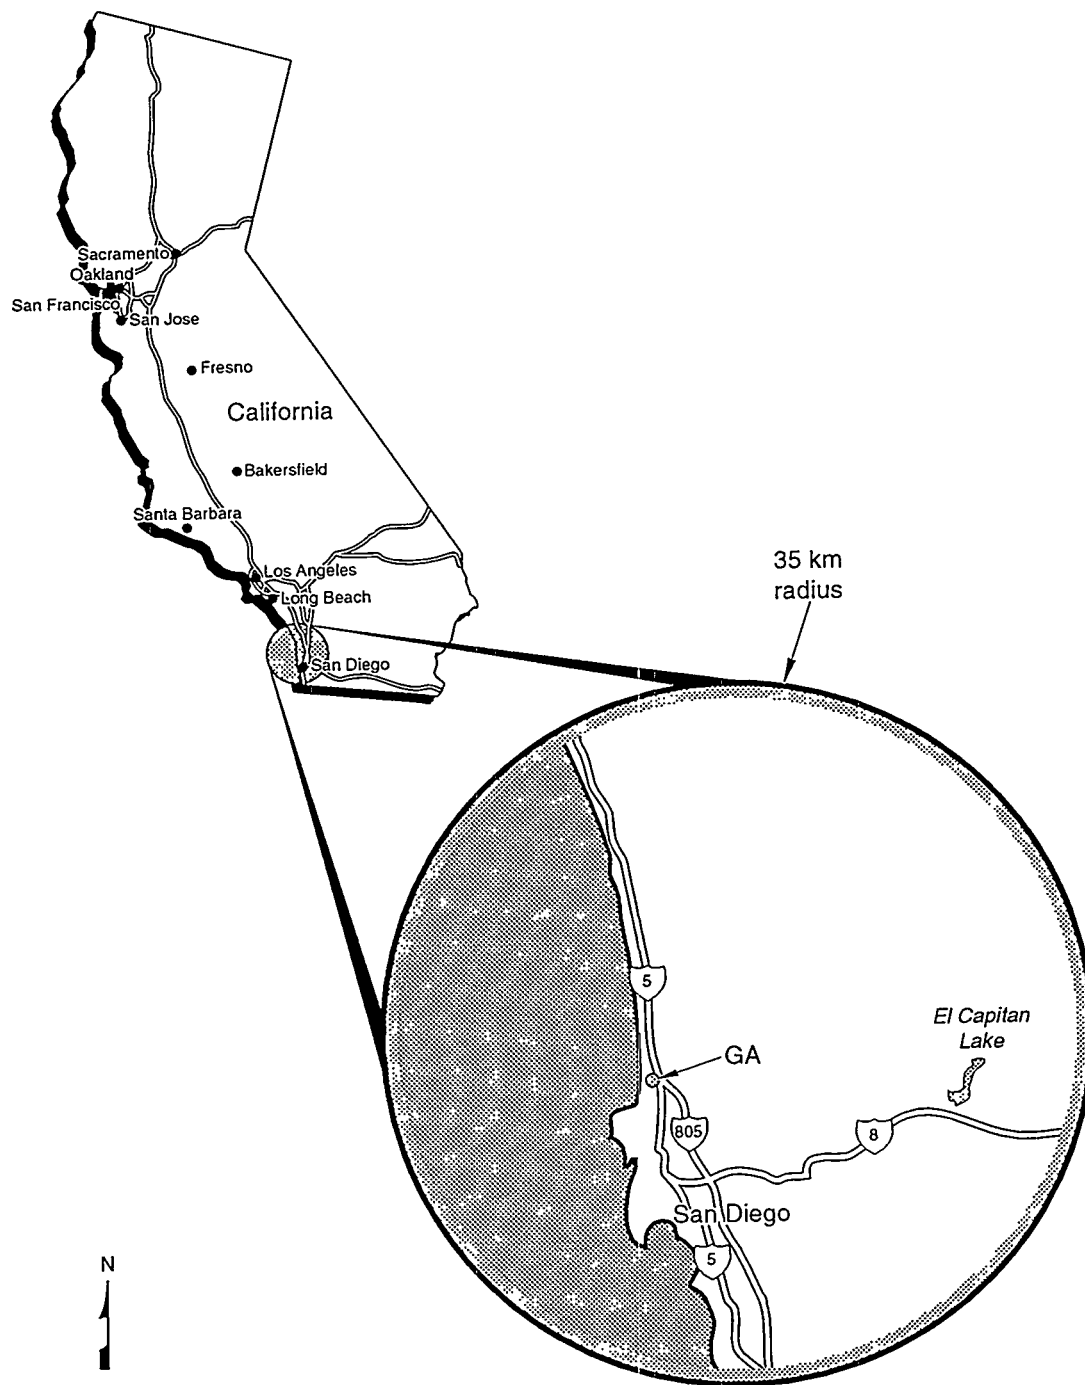 Sacramento
Oakland
San Francisco
San Jose
Fresno
California
Bakersfield
Santa Barbara
Los Angeles
Long Beach
San Diego
35 km
radius
5
El Capitan
Lake
GA
805
8
San Diego
5
N